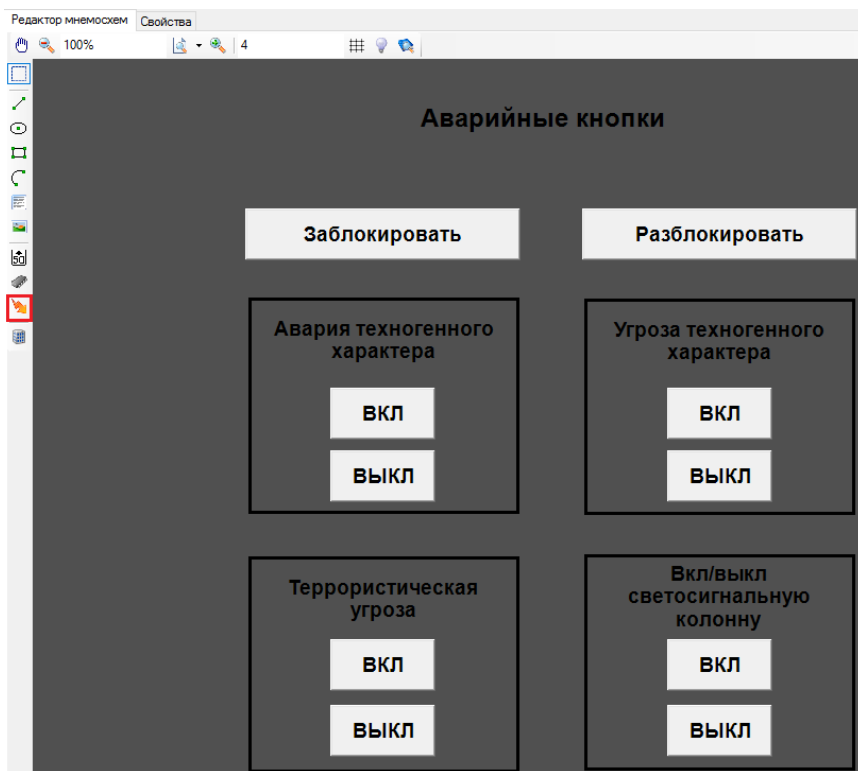 Редактор мнемосхем Свойства
100% 4
50
Аварийные кнопки
Заблокировать Разблокировать
Авария техногенного
характера
ВКЛ
ВЫКЛ
Угроза техногенного
характера
ВКЛ
ВЫКЛ
Террористическая
угроза
ВКЛ
ВЫКЛ
Вкл/выкл
светосигнальную
колонну
ВКЛ
ВЫКЛ